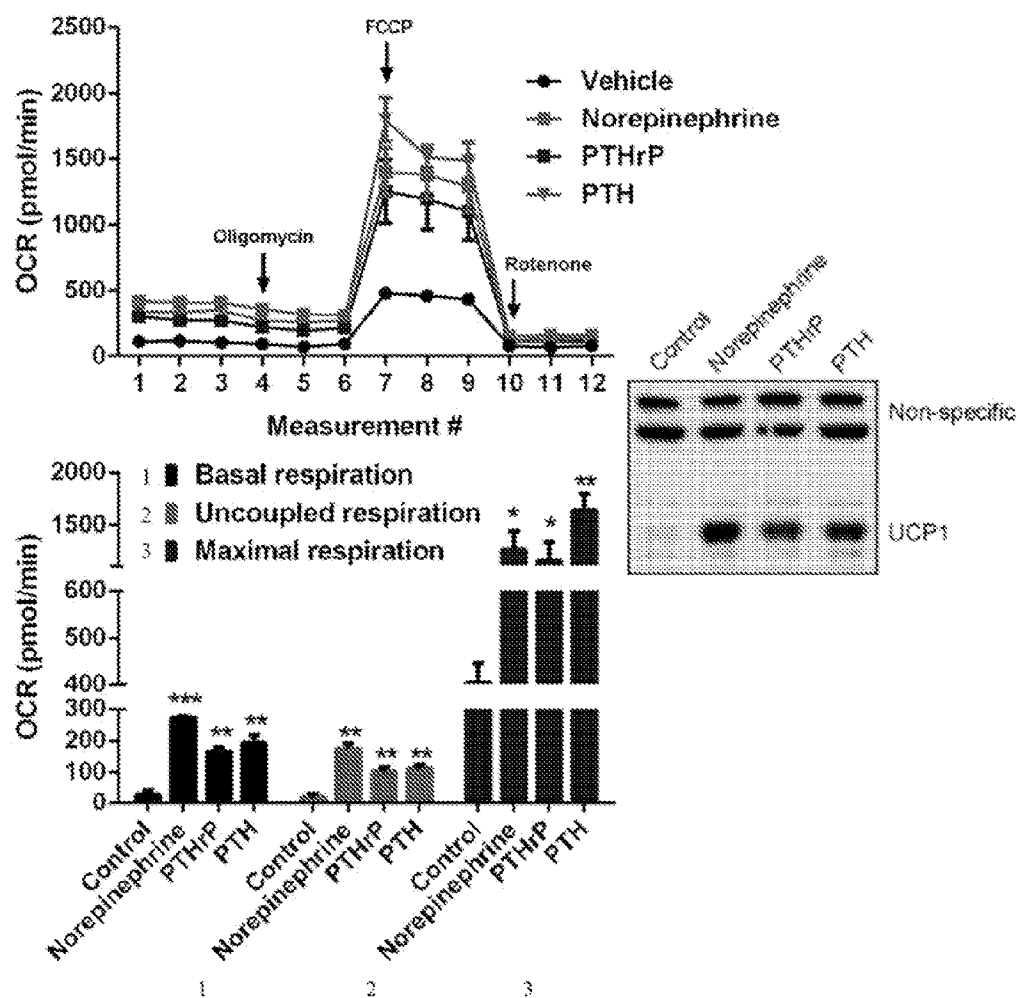 2500
2000
1500
1000
500
0
OCR (pmol/min)
FCCP
Oligomycin
Rotenone
Vehicle
Norepinephrine
PTHrP
PTH
1 2 3 4 5 6 7 8 9 10 11 12
Measurement #
Control
Norepinephrine
PTHrP
PTH
Non-specific
UCP1
2000
1500
600
500
400
300
200
100
0
OCR (pmol/min)
1 Basal respiration
2 Uncoupled respiration
3 Maximal respiration
*** ** **
** ** **
* * **
Control
Norepinephrine
PTHrP
PTH
Control
Norepinephrine
PTHrP
PTH
Control
Norepinephrine
PTHrP
PTH
1 2 3